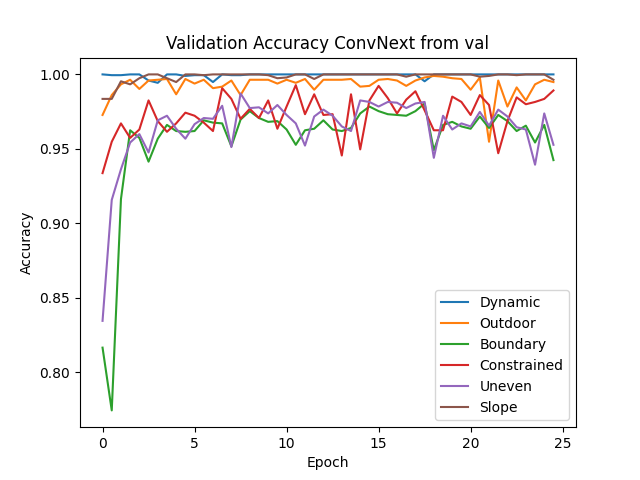 Validation Accuracy ConvNext from val
1.00
0.95
0.90
0.85
0.80
Accuracy
0
5
10
15
20
25
Epoch
Dynamic
Outdoor
Boundary
Constrained
Uneven
Slope